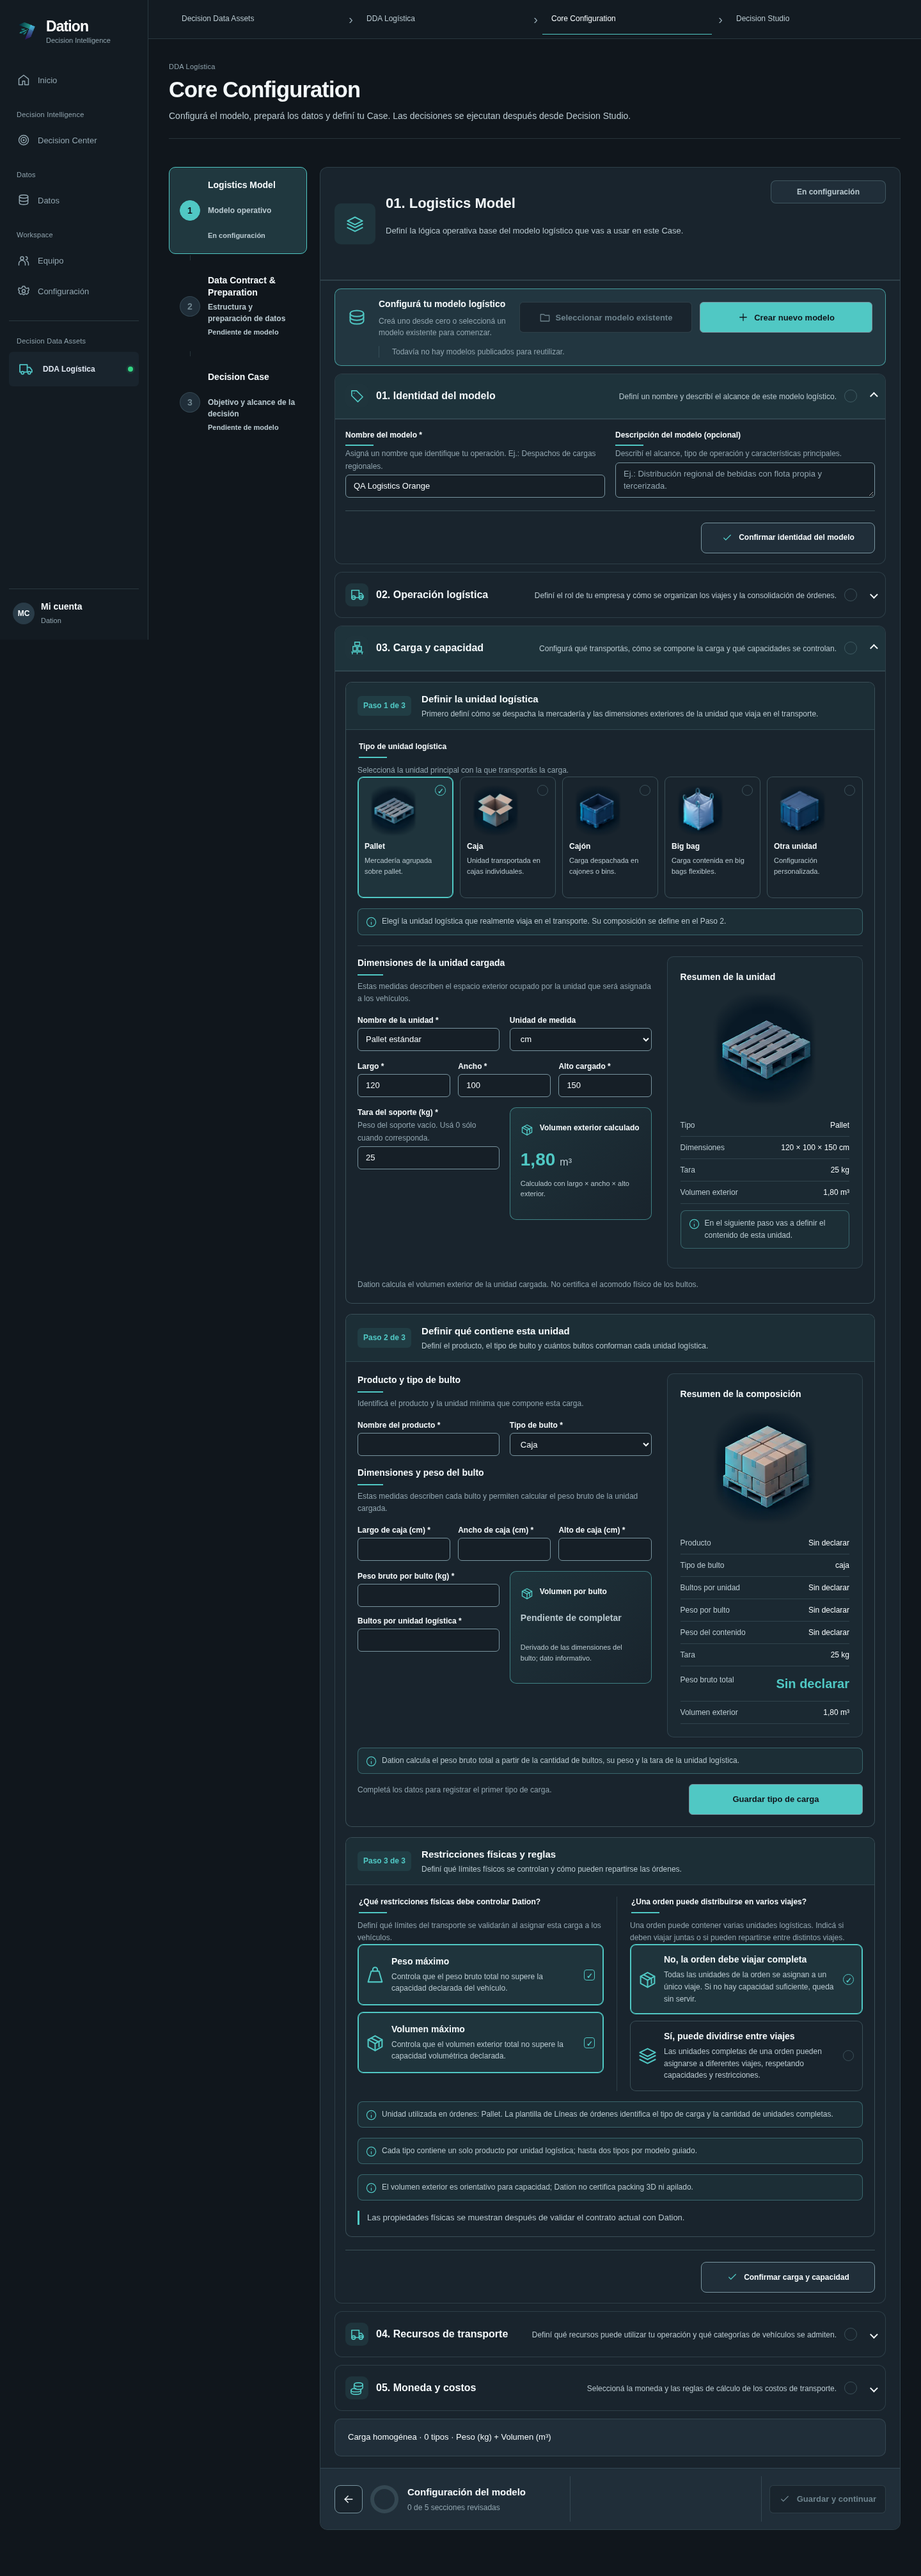 Dation
Decision Intelligence
Inicio
Decision Intelligence
Decision Center
Datos
Datos
Workspace
Equipo
Configuración
Decision Data Assets
DDA Logística
MC
Mi cuenta
Dation
Decision Data Assets
DDA Logística
Core Configuration
Decision Studio
DDA Logística
Core Configuration
Configurá el modelo, prepará los datos y definí tu Case. Las decisiones se ejecutan después desde Decision Studio.
Logistics Model
1
Modelo operativo
En configuración
Data Contract &
Preparation
2
Estructura y
preparación de datos
Pendiente de modelo
Decision Case
3
Objetivo y alcance de la
decisión
Pendiente de modelo
En configuración
01. Logistics Model
Definí la lógica operativa base del modelo logístico que vas a usar en este Case.
Configurá tu modelo logístico
Creá uno desde cero o seleccioná un
modelo existente para comenzar.
Seleccionar modelo existente
Crear nuevo modelo
Todavía no hay modelos publicados para reutilizar.
01. Identidad del modelo
Definí un nombre y describí el alcance de este modelo logístico.
Nombre del modelo *
Asigná un nombre que identifique tu operación. Ej.: Despachos de cargas
regionales.
QA Logistics Orange
Descripción del modelo (opcional)
Describí el alcance, tipo de operación y características principales.
Ej.: Distribución regional de bebidas con flota propia y
tercerizada.
Confirmar identidad del modelo
02. Operación logística
Definí el rol de tu empresa y cómo se organizan los viajes y la consolidación de órdenes.
03. Carga y capacidad
Configurá qué transportás, cómo se compone la carga y qué capacidades se controlan.
Paso 1 de 3
Definir la unidad logística
Primero definí cómo se despacha la mercadería y las dimensiones exteriores de la unidad que viaja en el transporte.
Tipo de unidad logística
Seleccioná la unidad principal con la que transportás la carga.
Pallet
Mercadería agrupada
sobre pallet.
Caja
Unidad transportada en
cajas individuales.
Cajón
Carga despachada en
cajones o bins.
Big bag
Carga contenida en big
bags flexibles.
Otra unidad
Configuración
personalizada.
Elegí la unidad logística que realmente viaja en el transporte. Su composición se define en el Paso 2.
Dimensiones de la unidad cargada
Estas medidas describen el espacio exterior ocupado por la unidad que será asignada
a los vehículos.
Nombre de la unidad *
Pallet estándar
Unidad de medida
cm
Largo *
120
Ancho *
100
Alto cargado *
150
Tara del soporte (kg) *
Peso del soporte vacío. Usá 0 sólo
cuando corresponda.
25
Volumen exterior calculado
1,80 m³
Calculado con largo × ancho × alto
exterior.
Resumen de la unidad
Tipo Pallet
Dimensiones 120 × 100 × 150 cm
Tara 25 kg
Volumen exterior 1,80 m³
En el siguiente paso vas a definir el
contenido de esta unidad.
Dation calcula el volumen exterior de la unidad cargada. No certifica el acomodo físico de los bultos.
Paso 2 de 3
Definir qué contiene esta unidad
Definí el producto, el tipo de bulto y cuántos bultos conforman cada unidad logística.
Producto y tipo de bulto
Identificá el producto y la unidad mínima que compone esta carga.
Nombre del producto *
Tipo de bulto *
Caja
Dimensiones y peso del bulto
Estas medidas describen cada bulto y permiten calcular el peso bruto de la unidad
cargada.
Largo de caja (cm) *
Ancho de caja (cm) *
Alto de caja (cm) *
Peso bruto por bulto (kg) *
Bultos por unidad logística *
Volumen por bulto
Pendiente de completar
Derivado de las dimensiones del
bulto; dato informativo.
Resumen de la composición
Producto Sin declarar
Tipo de bulto caja
Bultos por unidad Sin declarar
Peso por bulto Sin declarar
Peso del contenido Sin declarar
Tara 25 kg
Peso bruto total Sin declarar
Volumen exterior 1,80 m³
Dation calcula el peso bruto total a partir de la cantidad de bultos, su peso y la tara de la unidad logística.
Completá los datos para registrar el primer tipo de carga.
Guardar tipo de carga
Paso 3 de 3
Restricciones físicas y reglas
Definí qué límites físicos se controlan y cómo pueden repartirse las órdenes.
¿Qué restricciones físicas debe controlar Dation?
Definí qué límites del transporte se validarán al asignar esta carga a los
vehículos.
Peso máximo
Controla que el peso bruto total no supere la
capacidad declarada del vehículo.
Volumen máximo
Controla que el volumen exterior total no supere la
capacidad volumétrica declarada.
¿Una orden puede distribuirse en varios viajes?
Una orden puede contener varias unidades logísticas. Indicá si
deben viajar juntas o si pueden repartirse entre distintos viajes.
No, la orden debe viajar completa
Todas las unidades de la orden se asignan a un
único viaje. Si no hay capacidad suficiente, queda
sin servir.
Sí, puede dividirse entre viajes
Las unidades completas de una orden pueden
asignarse a diferentes viajes, respetando
capacidades y restricciones.
Unidad utilizada en órdenes: Pallet. La plantilla de Líneas de órdenes identifica el tipo de carga y la cantidad de unidades completas.
Cada tipo contiene un solo producto por unidad logística; hasta dos tipos por modelo guiado.
El volumen exterior es orientativo para capacidad; Dation no certifica packing 3D ni apilado.
Las propiedades físicas se muestran después de validar el contrato actual con Dation.
Confirmar carga y capacidad
04. Recursos de transporte
Definí qué recursos puede utilizar tu operación y qué categorías de vehículos se admiten.
05. Moneda y costos
Seleccioná la moneda y las reglas de cálculo de los costos de transporte.
Carga homogénea · 0 tipos · Peso (kg) + Volumen (m³)
Configuración del modelo
0 de 5 secciones revisadas
Guardar y continuar